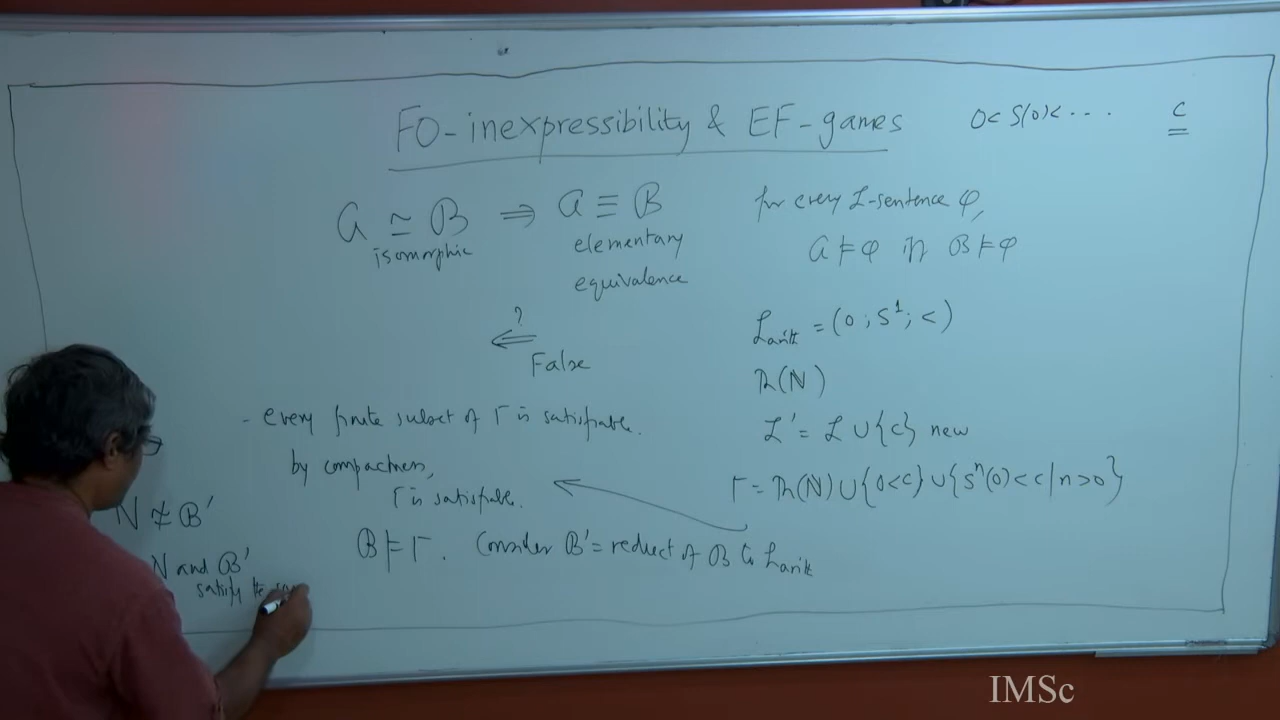 FO-inexpressibility & EF-games
0 < S(0) < ....
c
𝒜 ≃ ℬ ⇒ 𝒜 ≡ ℬ
isomorphic
elementary
equivalence
for every L-sentence φ,
𝒜 ⊨ φ iff ℬ ⊨ φ
?
⇐
False
L_arith = (0 ; S¹ ; <)
Th(ℕ)
L' = L ∪ {c} new
Γ = Th(ℕ) ∪ {0 < c} ∪ {Sⁿ(0) < c | n > 0}
- every finite subset of Γ is satisfiable.
by compactness,
Γ is satisfiable.
ℬ ⊨ Γ. Consider ℬ' = reduct of ℬ to L_arith
ℕ ≄ ℬ'
ℕ and ℬ'
satisfy the
IMSc